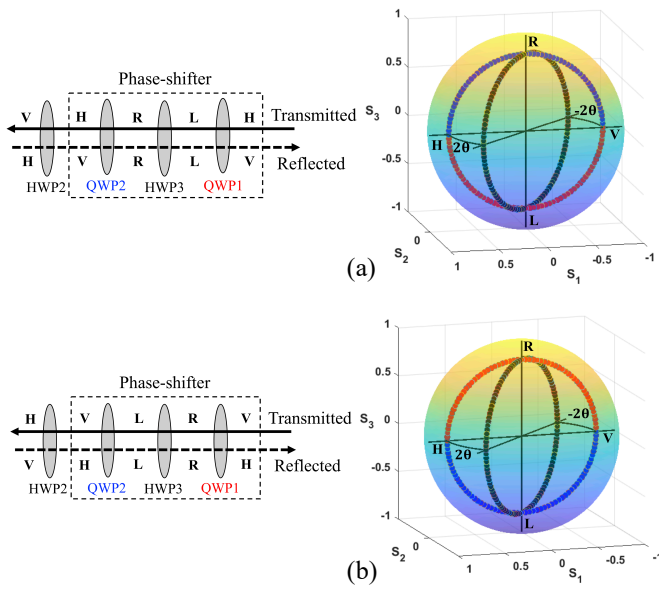 Phase-shifter
V H R L H Transmitted
H V R L V Reflected
HWP2 QWP2 HWP3 QWP1
1
0.5
0
-0.5
-1
S3
R
-2θ
H 2θ V
L
0
1
S2
1 0.5 0 -0.5 -1
S1
(a)
Phase-shifter
H V L R V Transmitted
V H L R H Reflected
HWP2 QWP2 HWP3 QWP1
1
0.5
0
-0.5
-1
S3
R
-2θ
H 2θ V
L
0
S2
1 0.5 0 -0.5 -1
S1
(b)